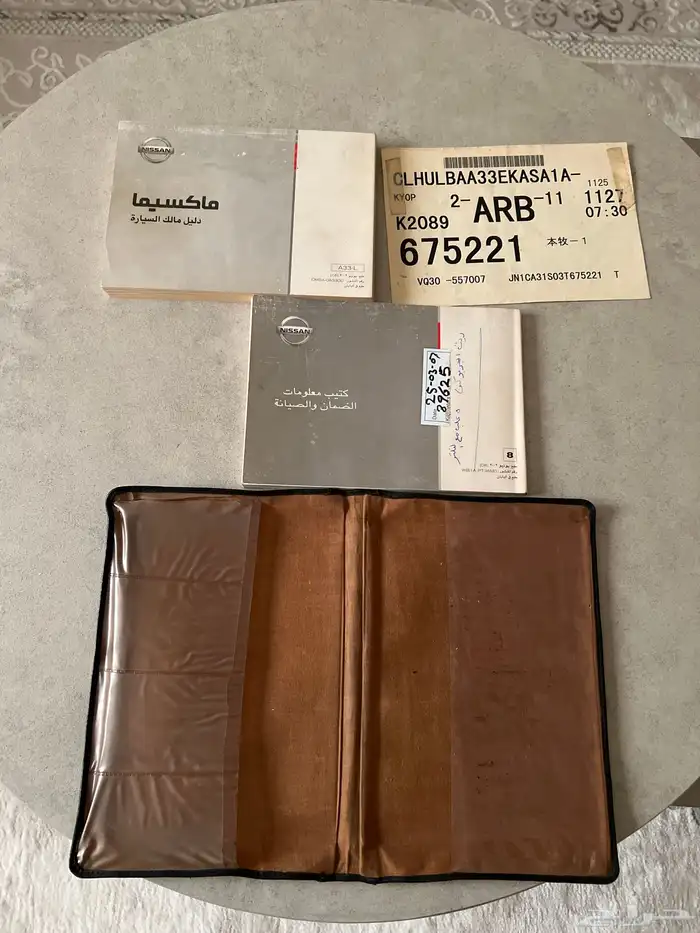 NISSAN
ماكسيما
دليل مالك السيارة
A33-L
CLHULBAA33EKASA1A-
1125
KYOP
2-ARB-11
1127
K2089
07:30
675221
本牧-1
VQ30 -557007
JN1CA31S03T675221 T
NISSAN
كتيب معلومات
الضمان والصيانة
25-03-07
89625
8
حراج